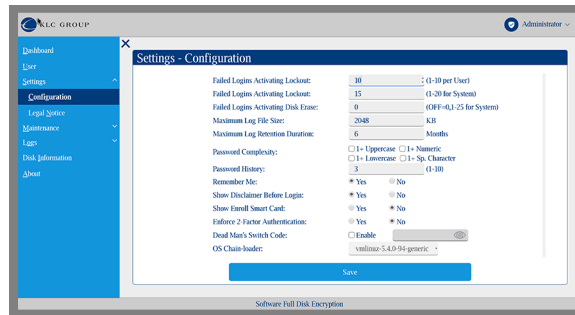 KLC GROUP
Administrator
Dashboard
User
Settings
Configuration
Legal Notice
Maintenance
Logs
Disk Information
About
Settings - Configuration
Failed Logins Activating Lockout: 10 (1-10 per User)
Failed Logins Activating Lockout: 15 (1-20 for System)
Failed Logins Activating Disk Erase: 0 (OFF=0,1-25 for System)
Maximum Log File Size: 2048 KB
Maximum Log Retention Duration: 6 Months
Password Complexity: 1+ Uppercase 1+ Numeric
1+ Lowercase 1+ Sp. Character
Password History: 3 (1-10)
Remember Me: Yes No
Show Disclaimer Before Login: Yes No
Show Enroll Smart Card: Yes No
Enforce 2-Factor Authentication: Yes No
Dead Man's Switch Code: Enable
OS Chain-loader: vmlinuz-5.4.0-94-generic
Save
Software Full Disk Encryption